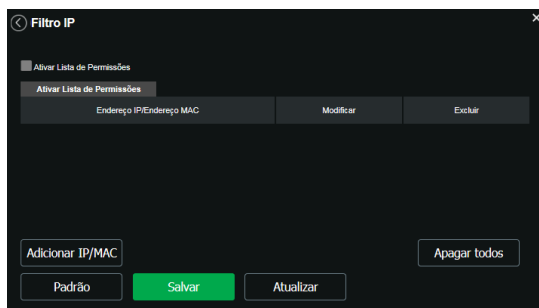 Filtro IP
Ativar Lista de Permissões
Ativar Lista de Permissões
Endereço IP/Endereço MAC Modificar Excluir
Adicionar IP/MAC Apagar todos
Padrão Salvar Atualizar